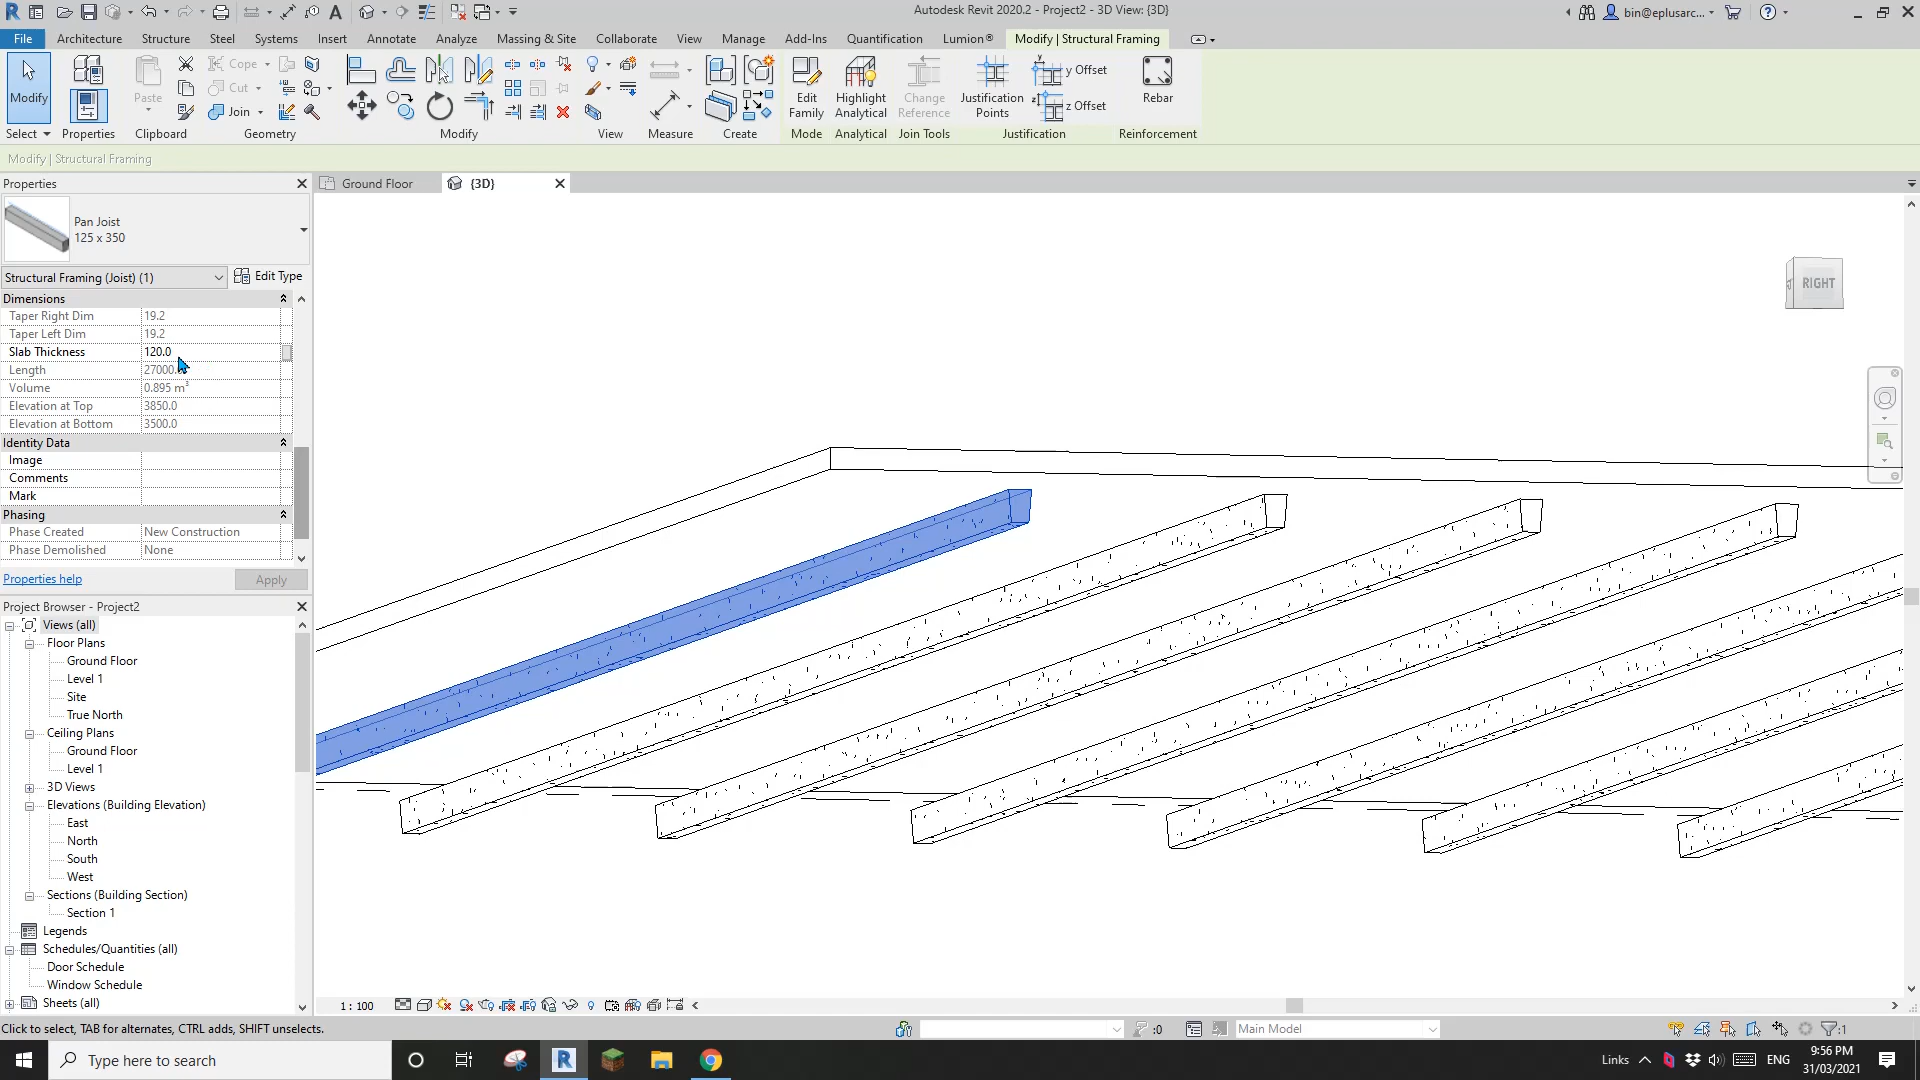 Autodesk Revit 2020.2 - Project2 - 3D View: {3D}
bin@eplusarc...
File Architecture Structure Steel Systems Insert Annotate Analyze Massing & Site Collaborate View Manage Add-Ins Quantification Lumion® Modify | Structural Framing
Modify
Paste
Cope
Cut
Join
Edit Family
Highlight Analytical
Change Reference
Justification Points
y Offset
z Offset
Rebar
Select Properties Clipboard Geometry Modify View Measure Create Mode Analytical Join Tools Justification Reinforcement
Modify | Structural Framing
Properties
Ground Floor
{3D}
Pan Joist
125 x 350
Structural Framing (Joist) (1)
Edit Type
Dimensions
Taper Right Dim 19.2
Taper Left Dim 19.2
Slab Thickness 120.0
Length 27000.
Volume 0.895 m³
Elevation at Top 3850.0
Elevation at Bottom 3500.0
Identity Data
Image
Comments
Mark
Phasing
Phase Created New Construction
Phase Demolished None
Properties help
Apply
RIGHT
Project Browser - Project2
Views (all)
Floor Plans
Ground Floor
Level 1
Site
True North
Ceiling Plans
Ground Floor
Level 1
3D Views
Elevations (Building Elevation)
East
North
South
West
Sections (Building Section)
Section 1
Legends
Schedules/Quantities (all)
Door Schedule
Window Schedule
Sheets (all)
1 : 100
Click to select, TAB for alternates, CTRL adds, SHIFT unselects.
:0
Main Model
:1
Type here to search
Links
ENG
9:56 PM
31/03/2021